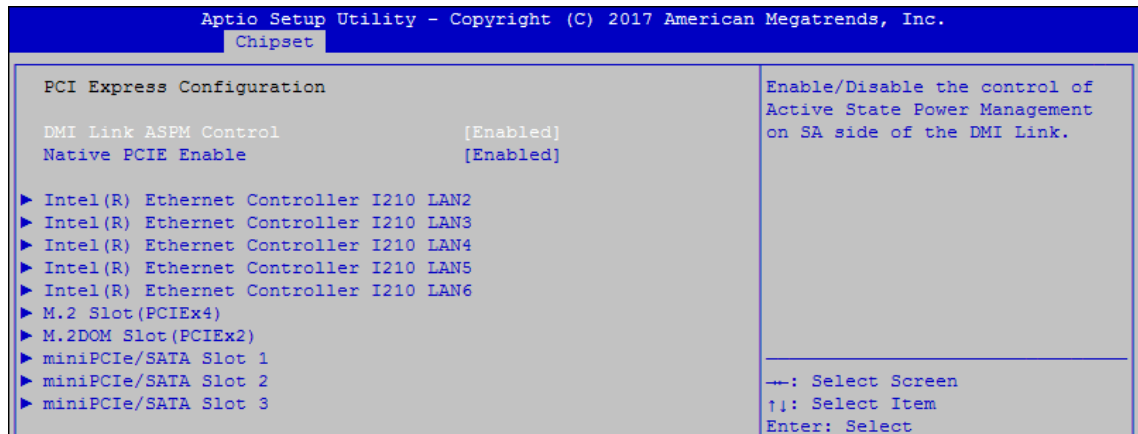 Aptio Setup Utility - Copyright (C) 2017 American Megatrends, Inc.
Chipset
PCI Express Configuration
DMI Link ASPM Control [Enabled]
Native PCIE Enable [Enabled]
► Intel(R) Ethernet Controller I210 LAN2
► Intel(R) Ethernet Controller I210 LAN3
► Intel(R) Ethernet Controller I210 LAN4
► Intel(R) Ethernet Controller I210 LAN5
► Intel(R) Ethernet Controller I210 LAN6
► M.2 Slot(PCIEx4)
► M.2DOM Slot(PCIEx2)
► miniPCIe/SATA Slot 1
► miniPCIe/SATA Slot 2
► miniPCIe/SATA Slot 3
Enable/Disable the control of
Active State Power Management
on SA side of the DMI Link.
→←: Select Screen
↑↓: Select Item
Enter: Select